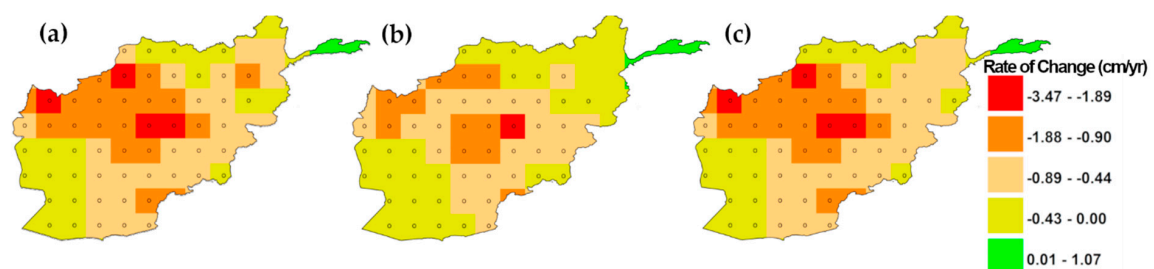 (a)
(b)
(c)
Rate of Change (cm/yr)
-3.47 - -1.89
-1.88 - -0.90
-0.89 - -0.44
-0.43 - 0.00
0.01 - 1.07